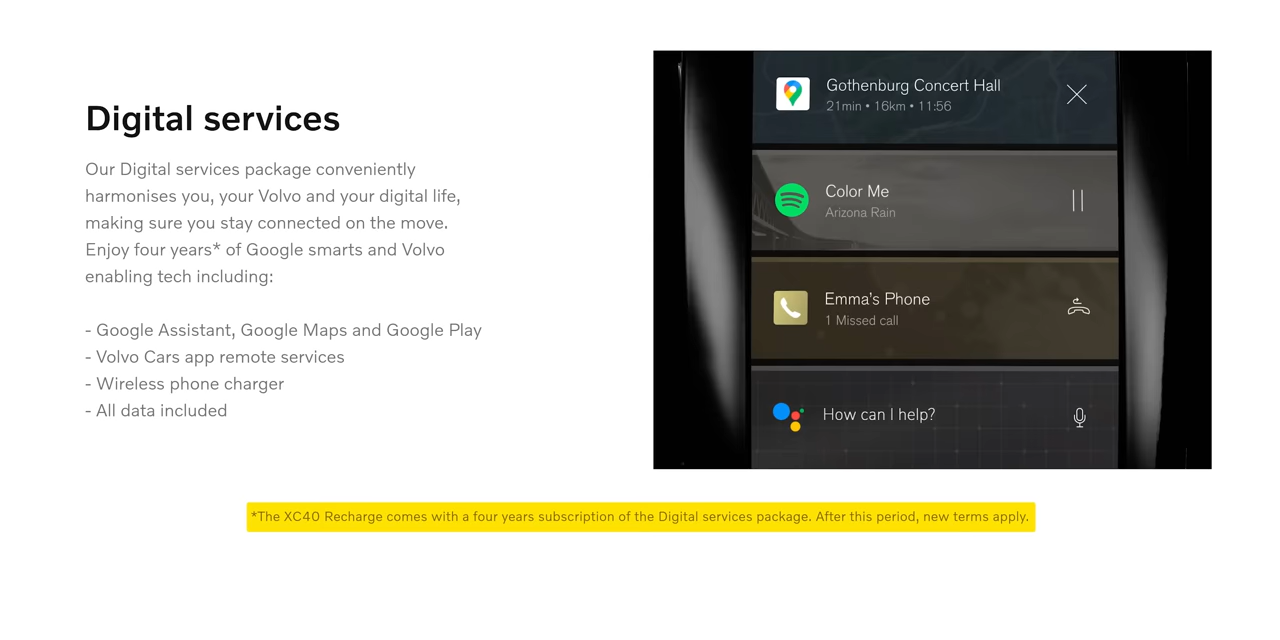 Digital services
Our Digital services package conveniently
harmonises you, your Volvo and your digital life,
making sure you stay connected on the move.
Enjoy four years* of Google smarts and Volvo
enabling tech including:
- Google Assistant, Google Maps and Google Play
- Volvo Cars app remote services
- Wireless phone charger
- All data included
Gothenburg Concert Hall
21min • 16km • 11:56
Color Me
Arizona Rain
Emma's Phone
1 Missed call
How can I help?
*The XC40 Recharge comes with a four years subscription of the Digital services package. After this period, new terms apply.